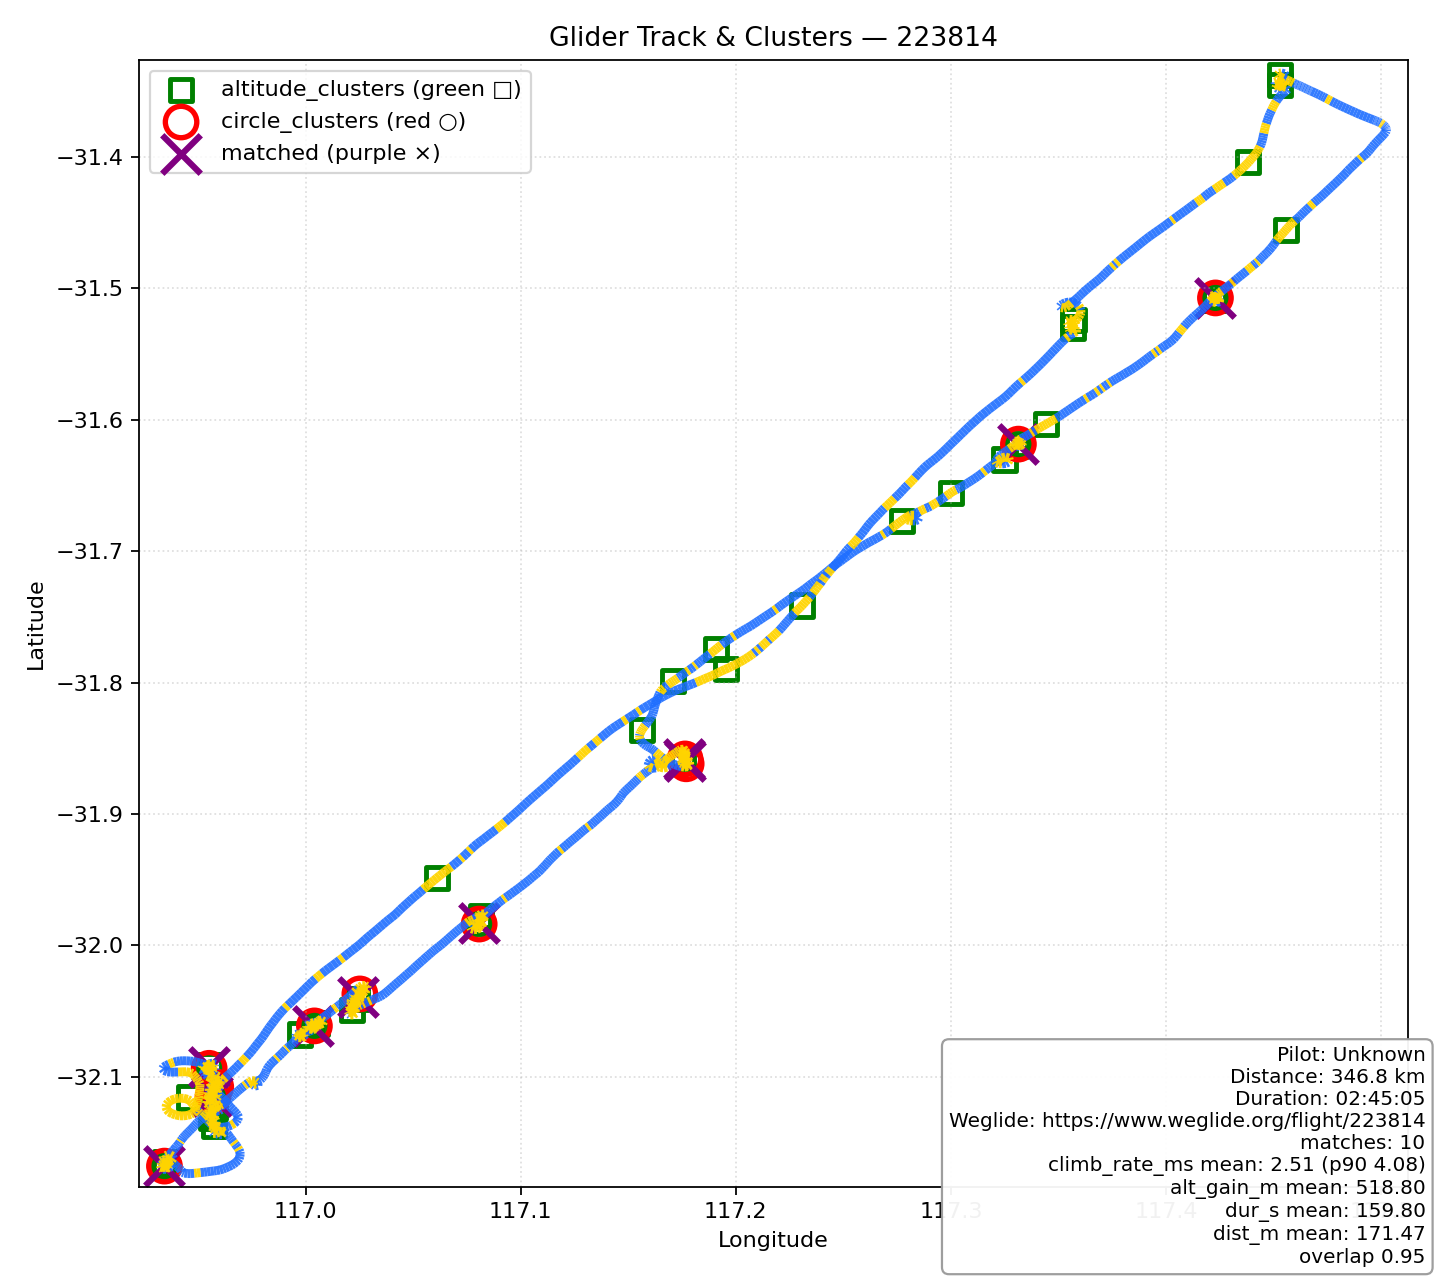 Glider Track & Clusters — 223814
altitude_clusters (green □)
circle_clusters (red ○)
matched (purple ×)
−31.4
−31.5
−31.6
−31.7
−31.8
−31.9
−32.0
−32.1
Latitude
117.0
117.1
117.2
117.3
117.4
Longitude
Pilot: Unknown
Distance: 346.8 km
Duration: 02:45:05
Weglide: https://www.weglide.org/flight/223814
matches: 10
climb_rate_ms mean: 2.51 (p90 4.08)
alt_gain_m mean: 518.80
dur_s mean: 159.80
dist_m mean: 171.47
overlap 0.95